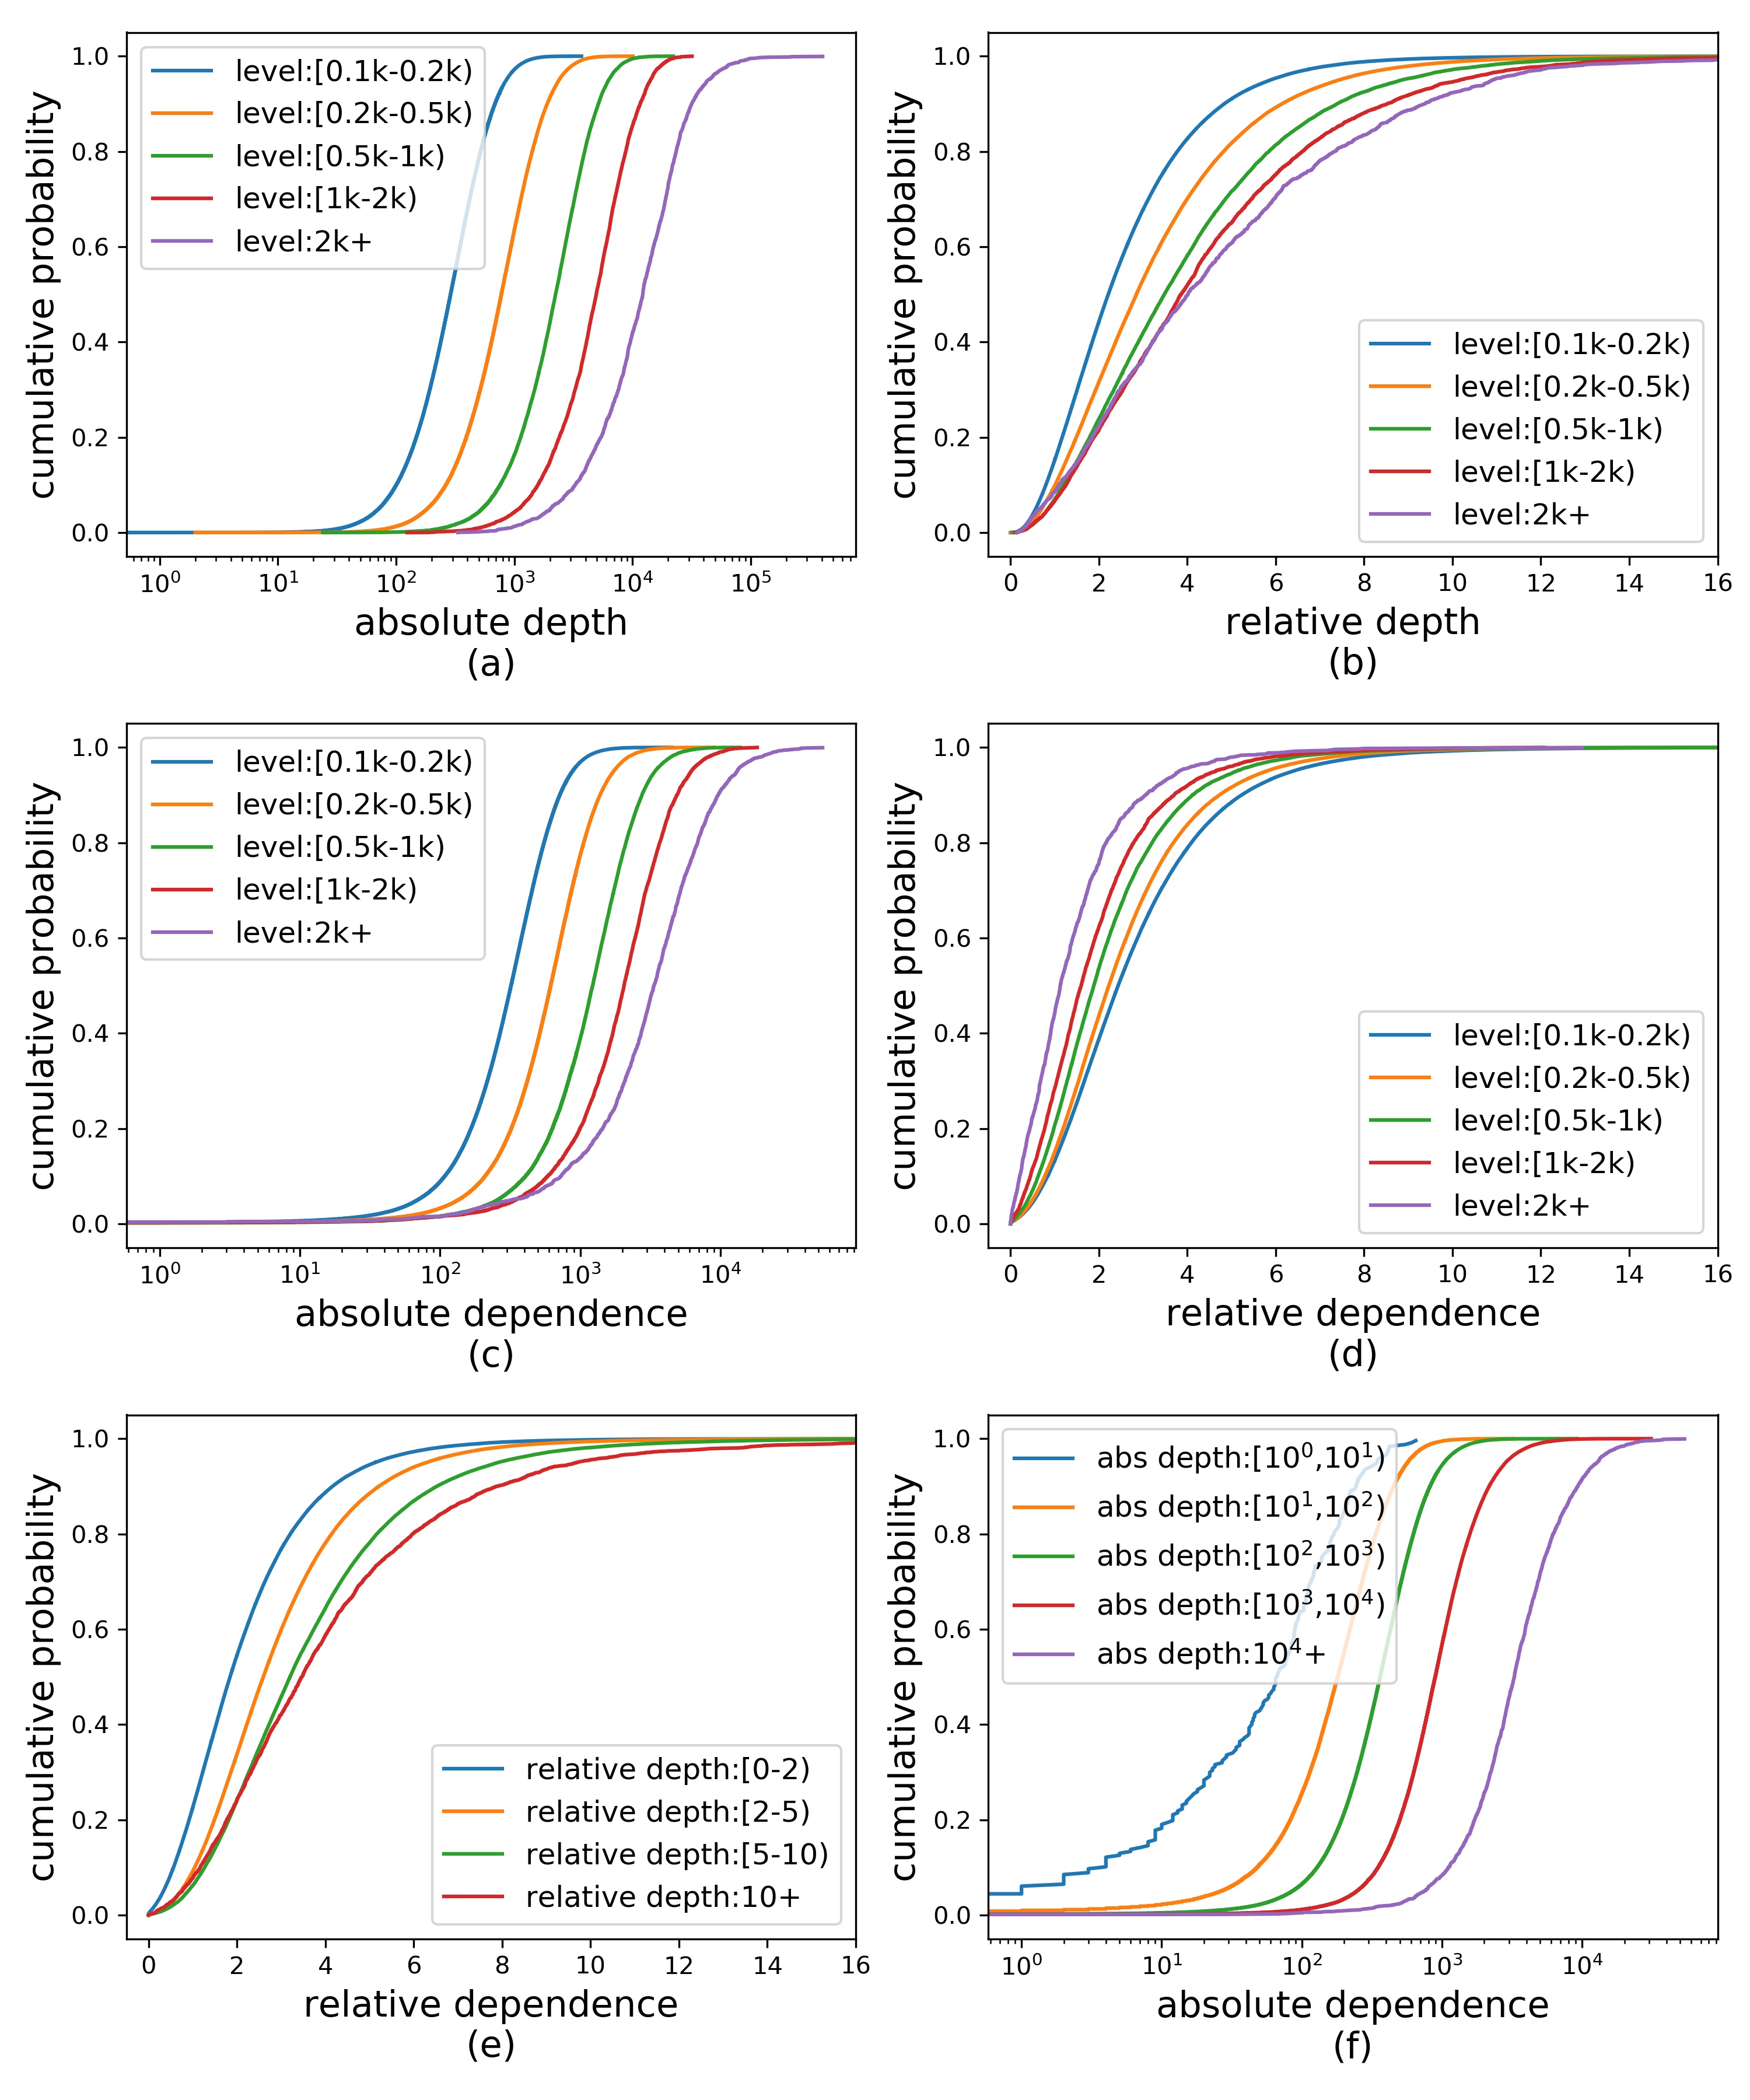 cumulative probability
1.0
0.8
0.6
0.4
0.2
0.0
level:[0.1k-0.2k)
level:[0.2k-0.5k)
level:[0.5k-1k)
level:[1k-2k)
level:2k+
10⁰ 10¹ 10² 10³ 10⁴ 10⁵
absolute depth
(a)
cumulative probability
1.0
0.8
0.6
0.4
0.2
0.0
level:[0.1k-0.2k)
level:[0.2k-0.5k)
level:[0.5k-1k)
level:[1k-2k)
level:2k+
0 2 4 6 8 10 12 14 16
relative depth
(b)
cumulative probability
1.0
0.8
0.6
0.4
0.2
0.0
level:[0.1k-0.2k)
level:[0.2k-0.5k)
level:[0.5k-1k)
level:[1k-2k)
level:2k+
10⁰ 10¹ 10² 10³ 10⁴
absolute dependence
(c)
cumulative probability
1.0
0.8
0.6
0.4
0.2
0.0
level:[0.1k-0.2k)
level:[0.2k-0.5k)
level:[0.5k-1k)
level:[1k-2k)
level:2k+
0 2 4 6 8 10 12 14 16
relative dependence
(d)
cumulative probability
1.0
0.8
0.6
0.4
0.2
0.0
relative depth:[0-2)
relative depth:[2-5)
relative depth:[5-10)
relative depth:10+
0 2 4 6 8 10 12 14 16
relative dependence
(e)
cumulative probability
1.0
0.8
0.6
0.4
0.2
0.0
abs depth:[10⁰,10¹)
abs depth:[10¹,10²)
abs depth:[10²,10³)
abs depth:[10³,10⁴)
abs depth:10⁴+
10⁰ 10¹ 10² 10³ 10⁴
absolute dependence
(f)